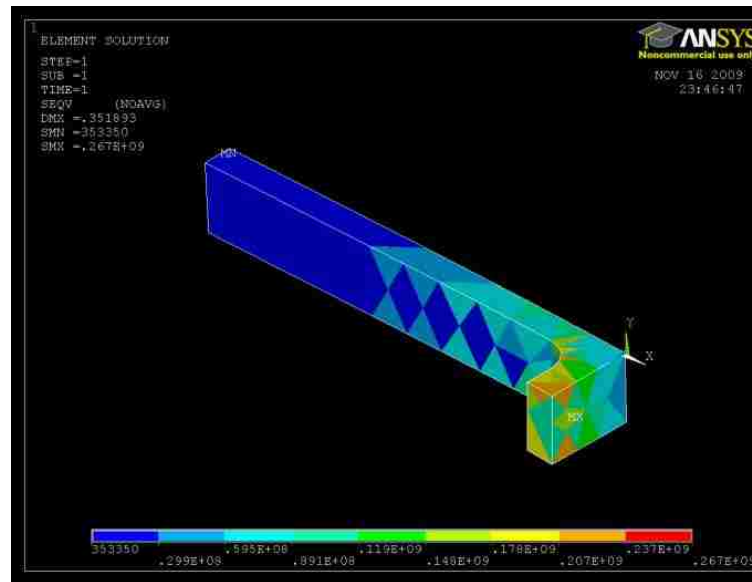 1
ELEMENT SOLUTION
STEP=1
SUB =1
TIME=1
SEQV (NOAVG)
DMX =.351893
SMN =353350
SMX =.267E+09
ANSYS
Noncommercial use only
NOV 16 2009
23:46:47
MN
Y
X
MX
353350 .595E+08 .119E+09 .178E+09 .237E+09
.299E+08 .891E+08 .148E+09 .207E+09 .267E+09